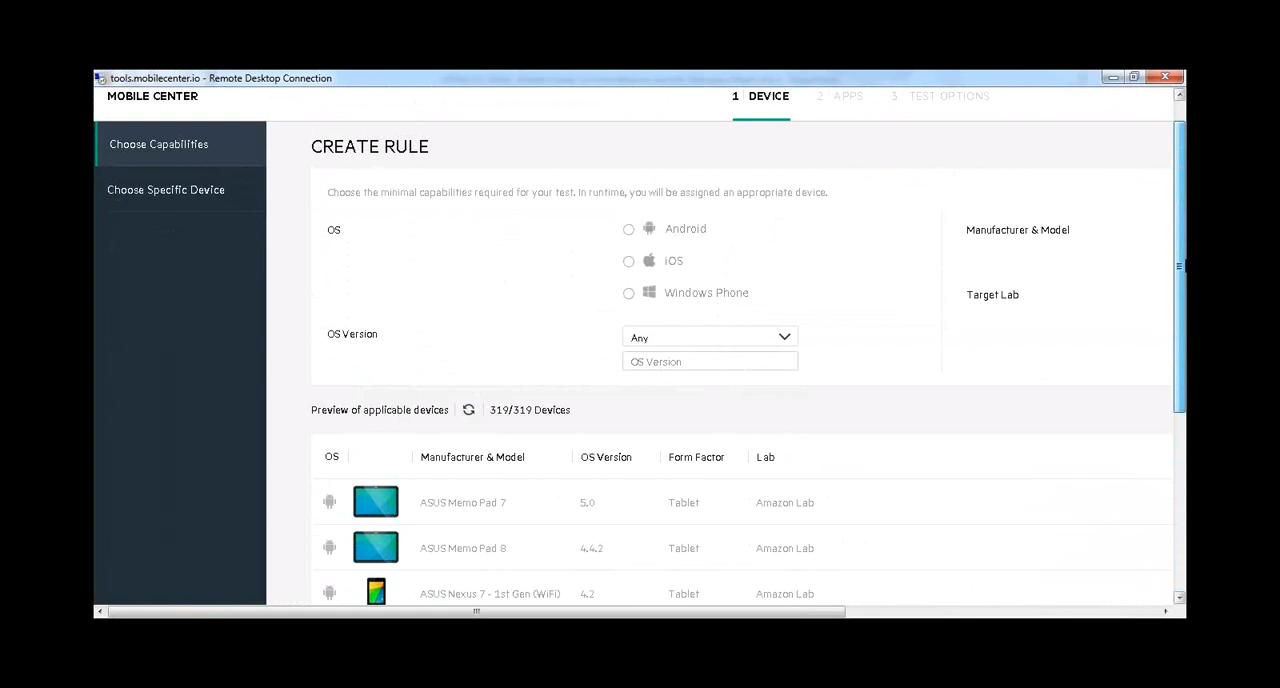 tools.mobilecenter.io - Remote Desktop Connection
MOBILE CENTER
1 DEVICE 2 APPS 3 TEST OPTIONS
Choose Capabilities
Choose Specific Device
CREATE RULE
Choose the minimal capabilities required for your test. In runtime, you will be assigned an appropriate device.
OS
Android
iOS
Windows Phone
Manufacturer & Model
Target Lab
OS Version
Any
OS Version
Preview of applicable devices 319/319 Devices
OS Manufacturer & Model OS Version Form Factor Lab
ASUS Memo Pad 7 5.0 Tablet Amazon Lab
ASUS Memo Pad 8 4.4.2 Tablet Amazon Lab
ASUS Nexus 7 - 1st Gen (WiFi) 4.2 Tablet Amazon Lab